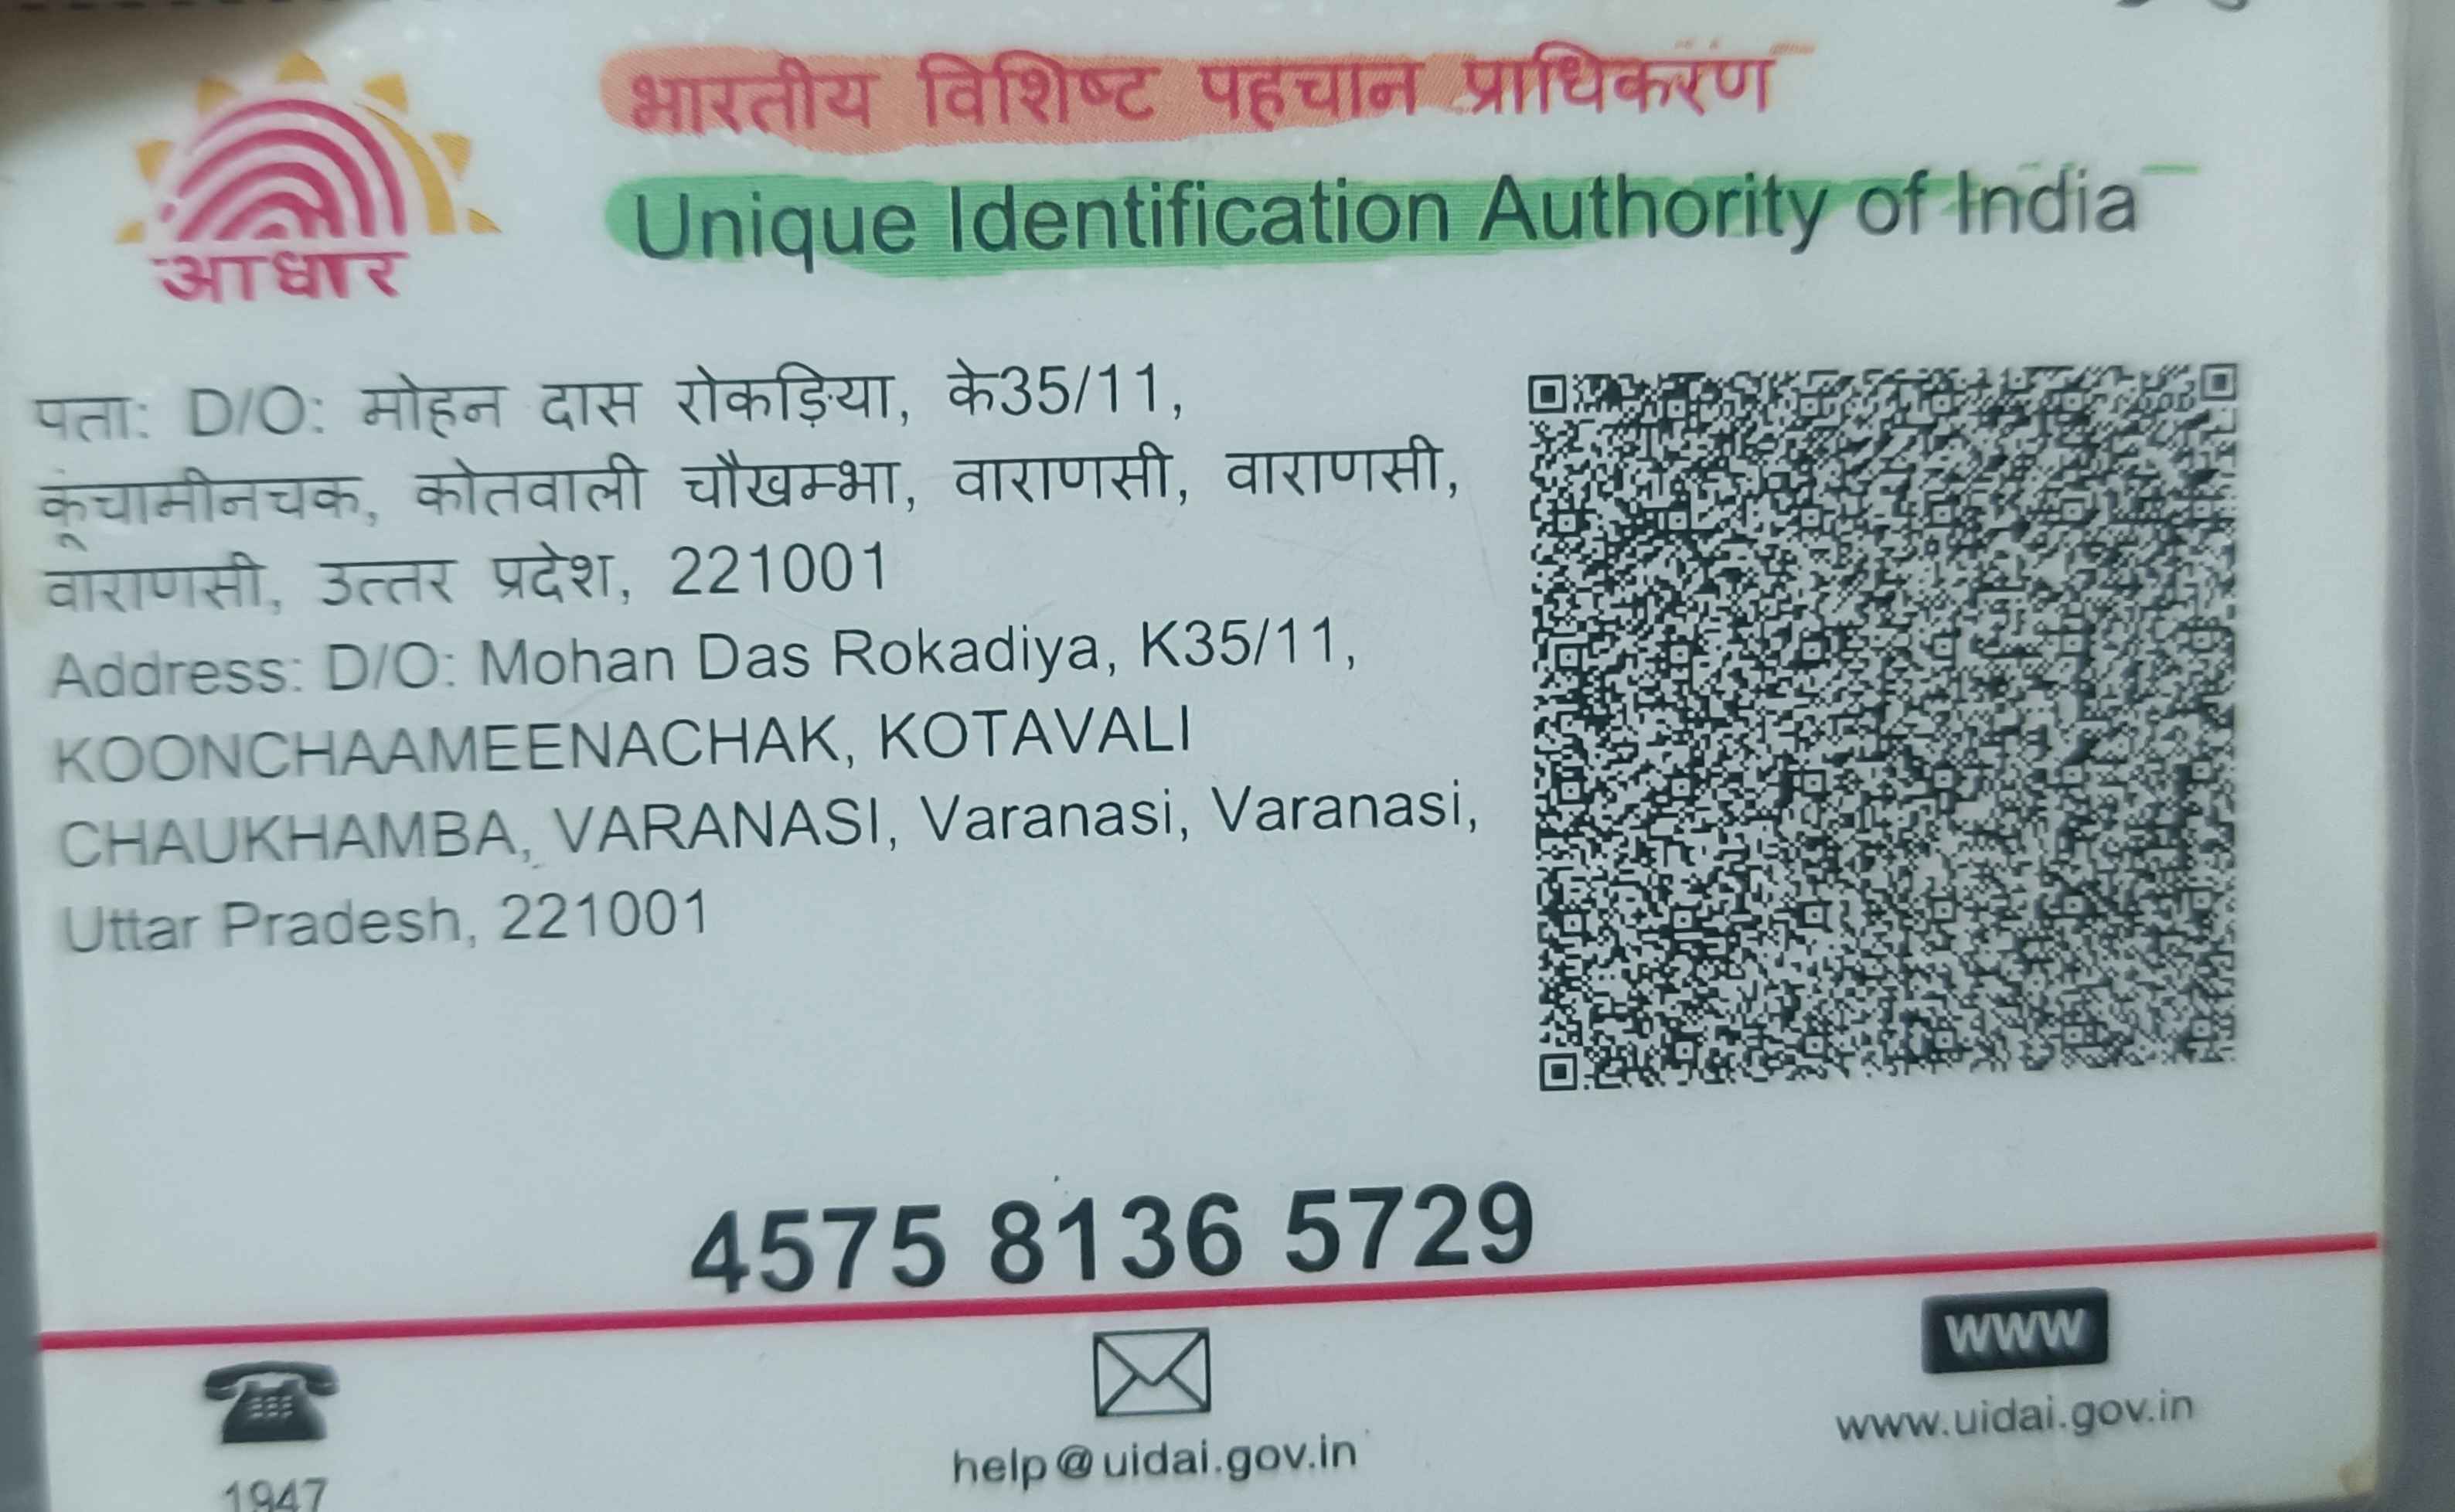 भारतीय विशिष्ट पहचान प्राधिकरण
Unique Identification Authority of India
आधार
पता: D/O: मोहन दास रोकड़िया, के35/11,
कूंचामीनचक, कोतवाली चौखम्भा, वाराणसी, वाराणसी,
वाराणसी, उत्तर प्रदेश, 221001
Address: D/O: Mohan Das Rokadiya, K35/11,
KOONCHAAMEENACHAK, KOTAVALI
CHAUKHAMBA, VARANASI, Varanasi, Varanasi,
Uttar Pradesh, 221001
4575 8136 5729
1947
help@uidai.gov.in
WWW
www.uidai.gov.in